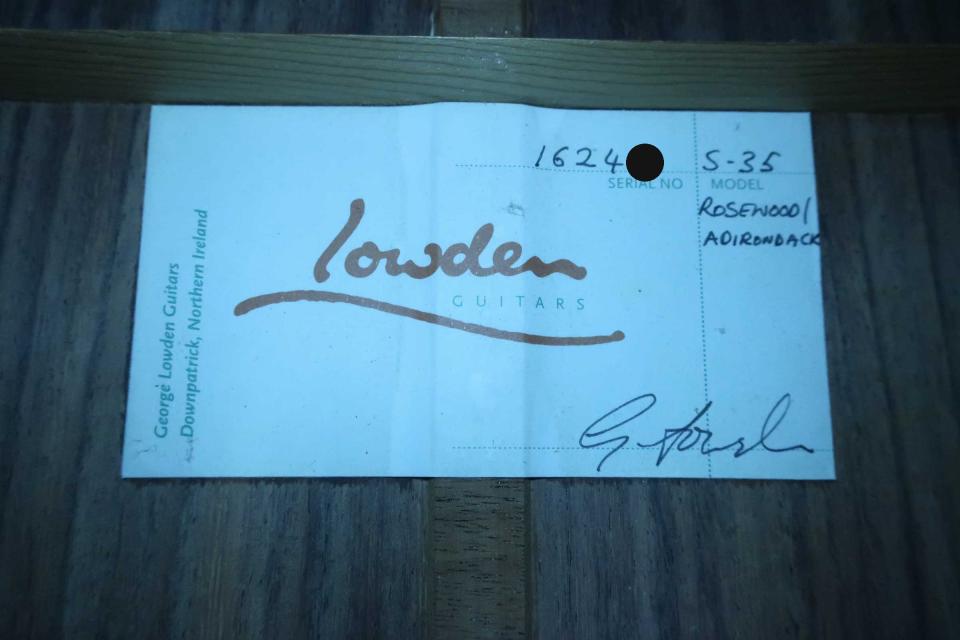 1624
SERIAL NO
S-35
MODEL
ROSEWOOD/
ADIRONDACK
Lowden
GUITARS
George Lowden Guitars
Downpatrick, Northern Ireland